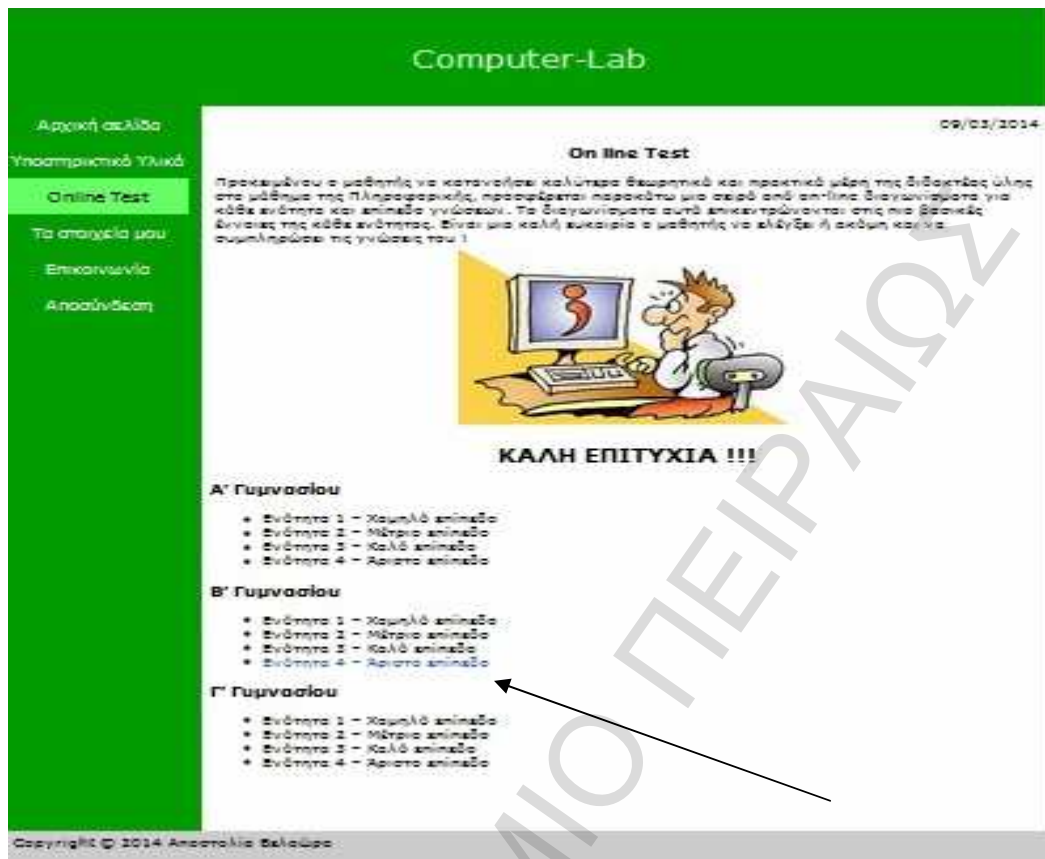 Computer-Lab
Αρχική σελίδα
Υποστηρικτικό Υλικό
Online Test
Τα στοιχεία μου
Επικοινωνία
Αποσύνδεση
09/03/2014
On line Test
Προκειμένου ο μαθητής να κατανοήσει καλύτερα θεωρητικά και πρακτικά μέρη της διδακτέας ύλης
στο μάθημα της Πληροφορικής, προσφέρεται παρακάτω μια σειρά από on-line διαγωνίσματα για
κάθε ενότητα και επίπεδο γνώσεων. Τα διαγωνίσματα αυτά επικεντρώνονται στις πιο βασικές
έννοιες της κάθε ενότητας. Είναι μια καλή ευκαιρία ο μαθητής να ελέγξει ή ακόμη και να
συμπληρώσει τις γνώσεις του !
ΚΑΛΗ ΕΠΙΤΥΧΙΑ !!!
Α' Γυμνασίου
Ενότητα 1 – Χαμηλό επίπεδο
Ενότητα 2 – Μέτριο επίπεδο
Ενότητα 3 – Καλό επίπεδο
Ενότητα 4 – Άριστο επίπεδο
Β' Γυμνασίου
Ενότητα 1 – Χαμηλό επίπεδο
Ενότητα 2 – Μέτριο επίπεδο
Ενότητα 3 – Καλό επίπεδο
Ενότητα 4 – Άριστο επίπεδο
Γ' Γυμνασίου
Ενότητα 1 – Χαμηλό επίπεδο
Ενότητα 2 – Μέτριο επίπεδο
Ενότητα 3 – Καλό επίπεδο
Ενότητα 4 – Άριστο επίπεδο
Copyright © 2014 Αποστολία Βελαώρα
ΜΙΟ ΠΕΙΡΑΙΩΣ